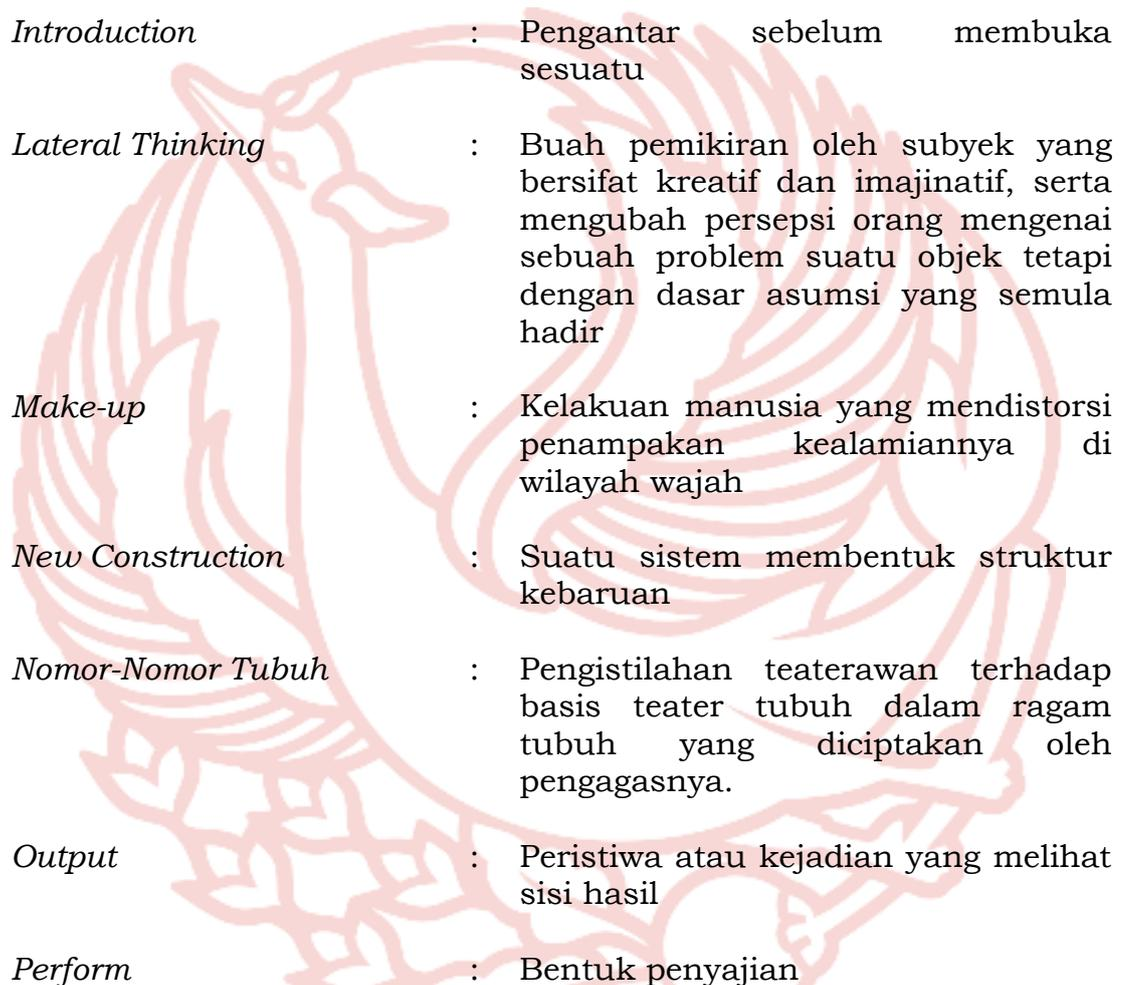 Introduction : Pengantar sebelum membuka
sesuatu
Lateral Thinking : Buah pemikiran oleh subyek yang
bersifat kreatif dan imajinatif, serta
mengubah persepsi orang mengenai
sebuah problem suatu objek tetapi
dengan dasar asumsi yang semula
hadir
Make-up : Kelakuan manusia yang mendistorsi
penampakan kealamiannya di
wilayah wajah
New Construction : Suatu sistem membentuk struktur
kebaruan
Nomor-Nomor Tubuh : Pengistilahan teaterawan terhadap
basis teater tubuh dalam ragam
tubuh yang diciptakan oleh
pengagasnya.
Output : Peristiwa atau kejadian yang melihat
sisi hasil
Perform : Bentuk penyajian